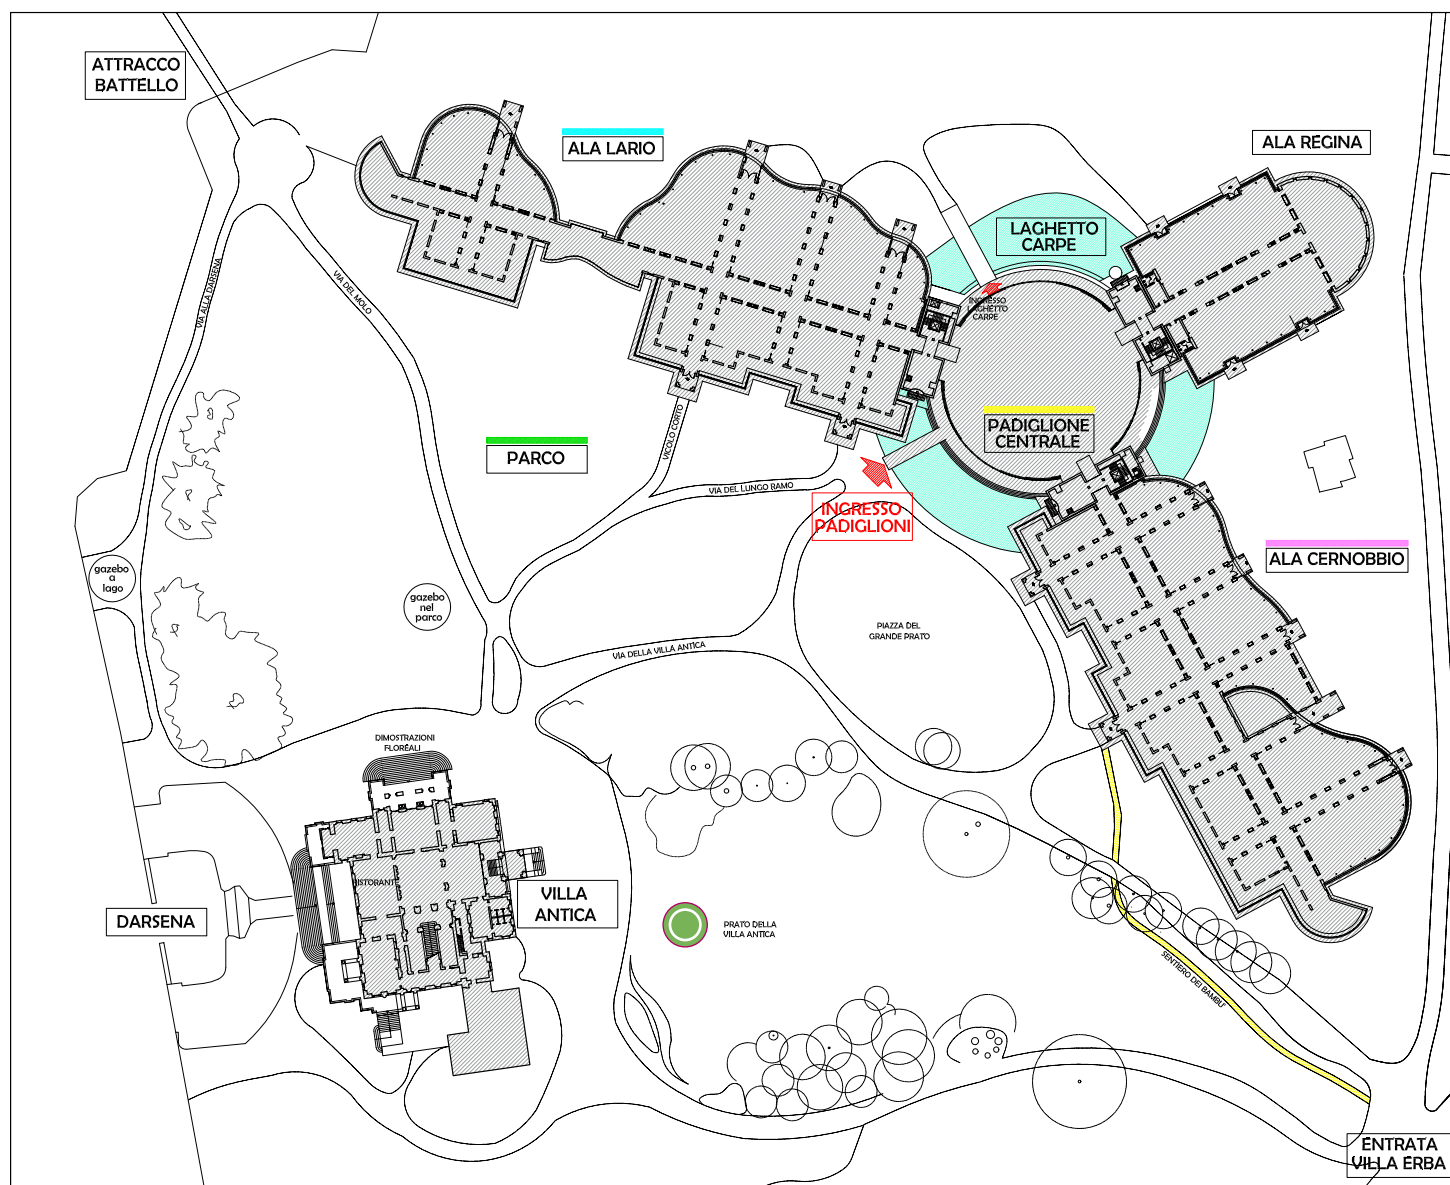 ATTRACCO
BATTELLO
ALA LARIO
ALA REGINA
LAGHETTO
CARPE
VIA ALLA DARSENA
VIA DEL MOLO
INGRESSO
LAGHETTO
CARPE
PADIGLIONE
CENTRALE
VICOLO CORTO
PARCO
VIA DEL LUNGO RAMO
INGRESSO
PADIGLIONI
ALA CERNOBBIO
gazebo
a
lago
gazebo
nel
parco
PIAZZA DEL
GRANDE PRATO
VIA DELLA VILLA ANTICA
DIMOSTRAZIONI
FLOREALI
RISTORANT
VILLA
ANTICA
DARSENA
PRATO DELLA
VILLA ANTICA
SENTIERO DEI BAMBU'
ENTRATA
VILLA ERBA